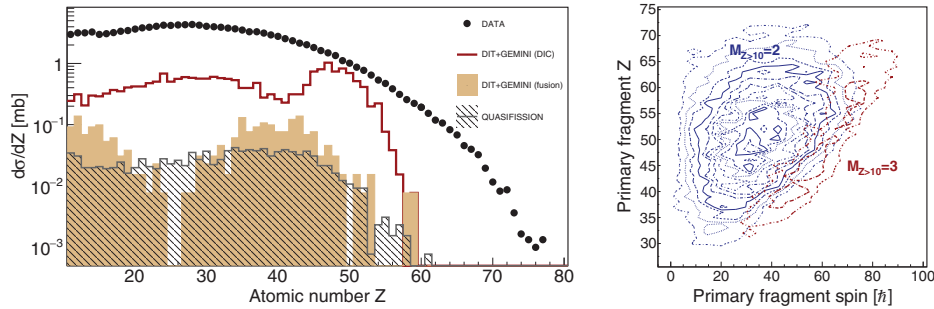 DATA
DIT+GEMINI (DIC)
DIT+GEMINI (fusion)
QUASIFISSION
dσ/dZ [mb]
1
10⁻¹
10⁻²
10⁻³
20 30 40 50 60 70 80
Atomic number Z
M_{Z>10}=2
M_{Z>10}=3
Primary fragment Z
75
70
65
60
55
50
45
40
35
30
25
0 20 40 60 80 100
Primary fragment spin [ℏ]